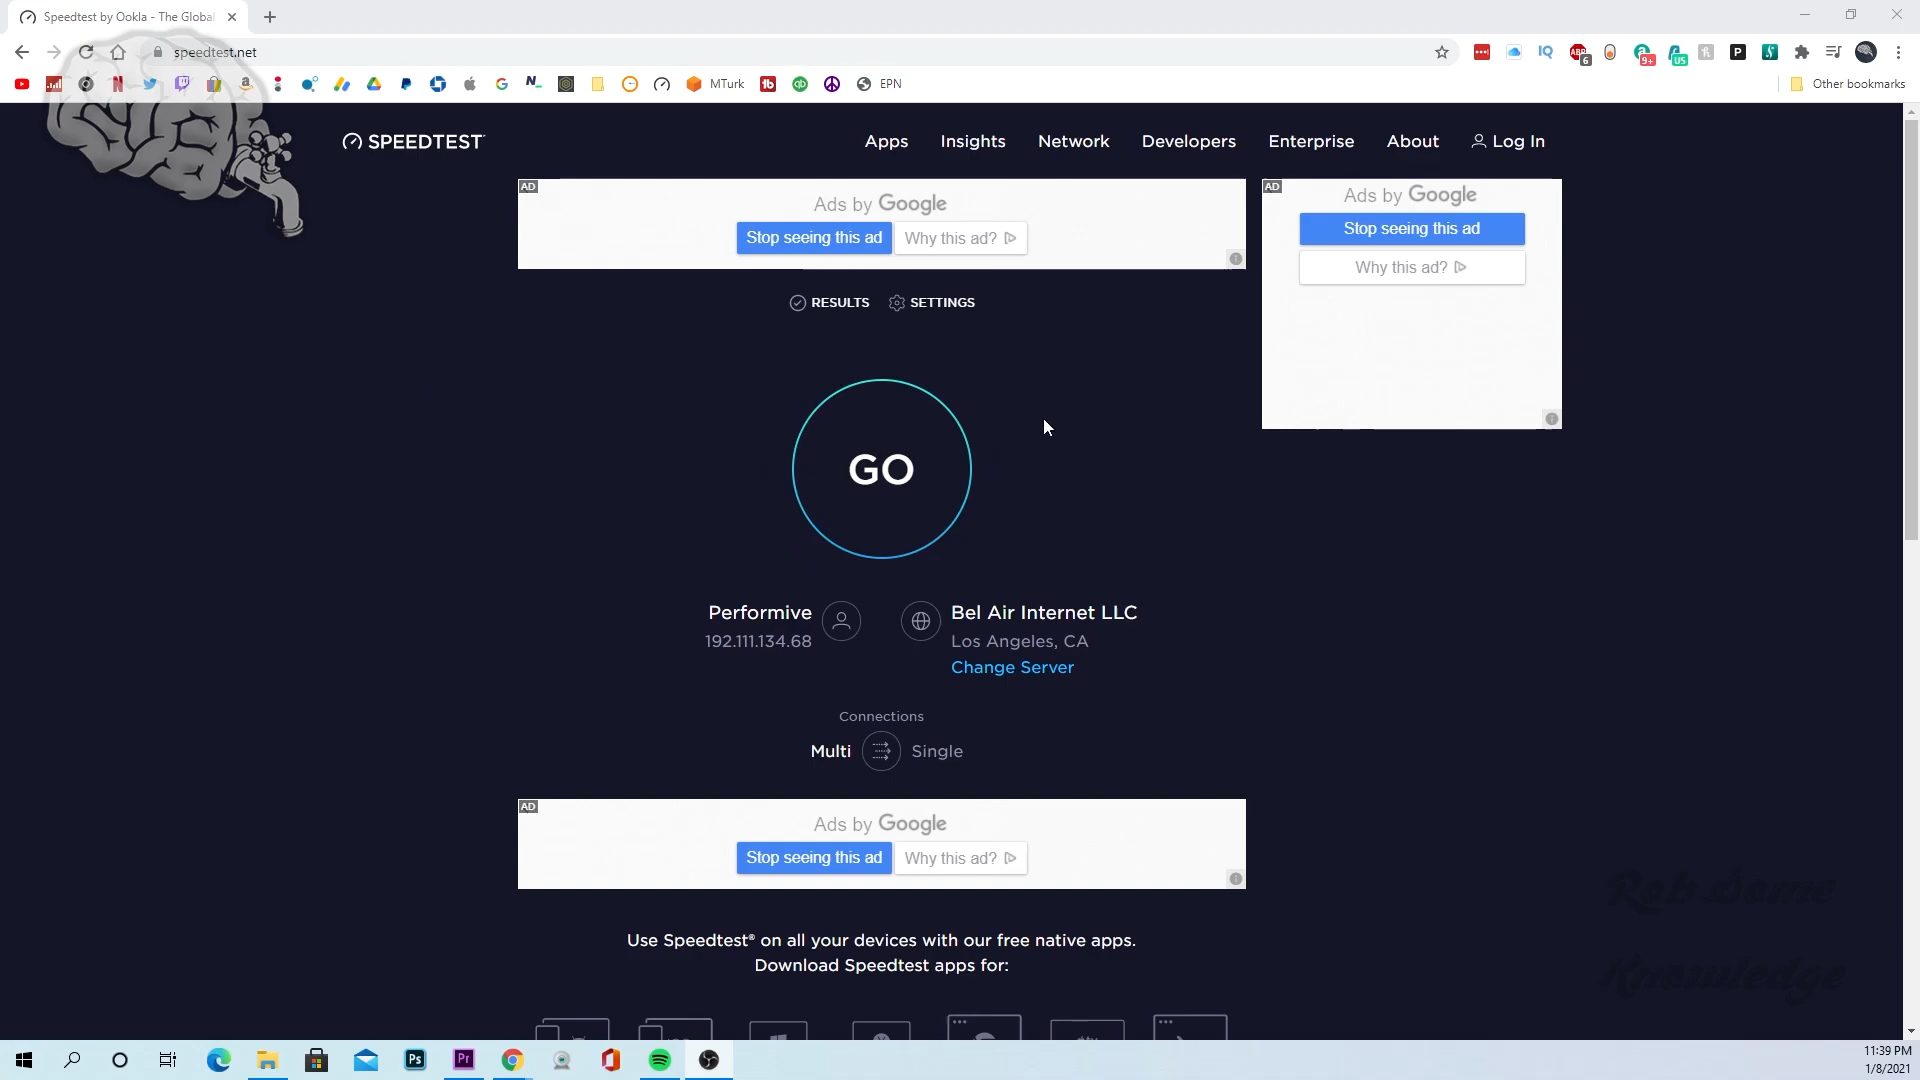 Speedtest by Ookla - The Global
speedtest.net
MTurk
EPN
Other bookmarks
SPEEDTEST
Apps
Insights
Network
Developers
Enterprise
About
Log In
AD
Ads by Google
Stop seeing this ad
Why this ad?
AD
Ads by Google
Stop seeing this ad
Why this ad?
RESULTS
SETTINGS
GO
Performive
192.111.134.68
Bel Air Internet LLC
Los Angeles, CA
Change Server
Connections
Multi
Single
AD
Ads by Google
Stop seeing this ad
Why this ad?
Rob Some
Knowledge
Use Speedtest® on all your devices with our free native apps.
Download Speedtest apps for:
11:39 PM
1/8/2021